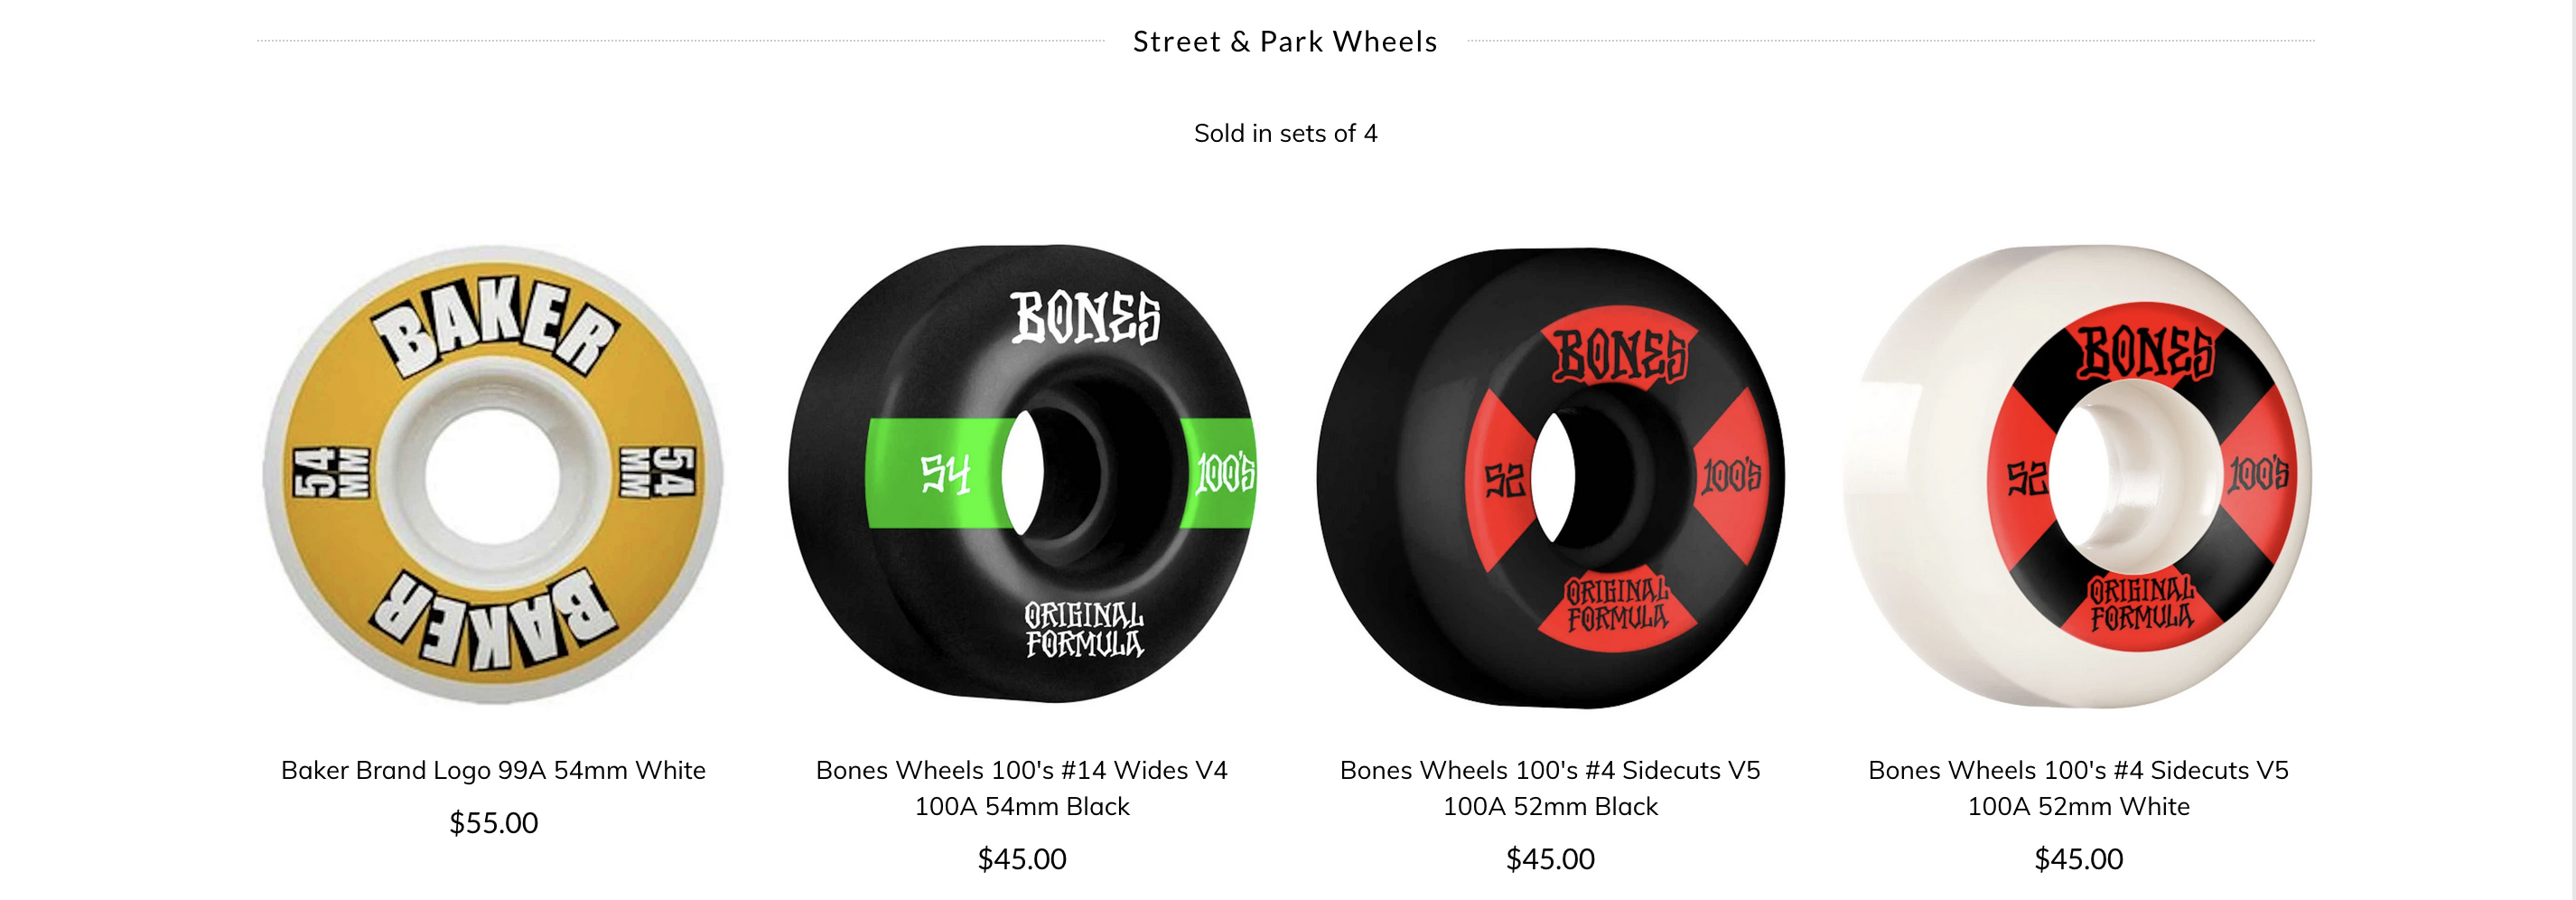 Street & Park Wheels
Sold in sets of 4
BAKER
54
MM
54
MM
BAKER
BONES
54
100's
ORIGINAL
FORMULA
BONES
52
100's
ORIGINAL
FORMULA
BONES
52
100's
ORIGINAL
FORMULA
Baker Brand Logo 99A 54mm White
$55.00
Bones Wheels 100's #14 Wides V4
100A 54mm Black
$45.00
Bones Wheels 100's #4 Sidecuts V5
100A 52mm Black
$45.00
Bones Wheels 100's #4 Sidecuts V5
100A 52mm White
$45.00